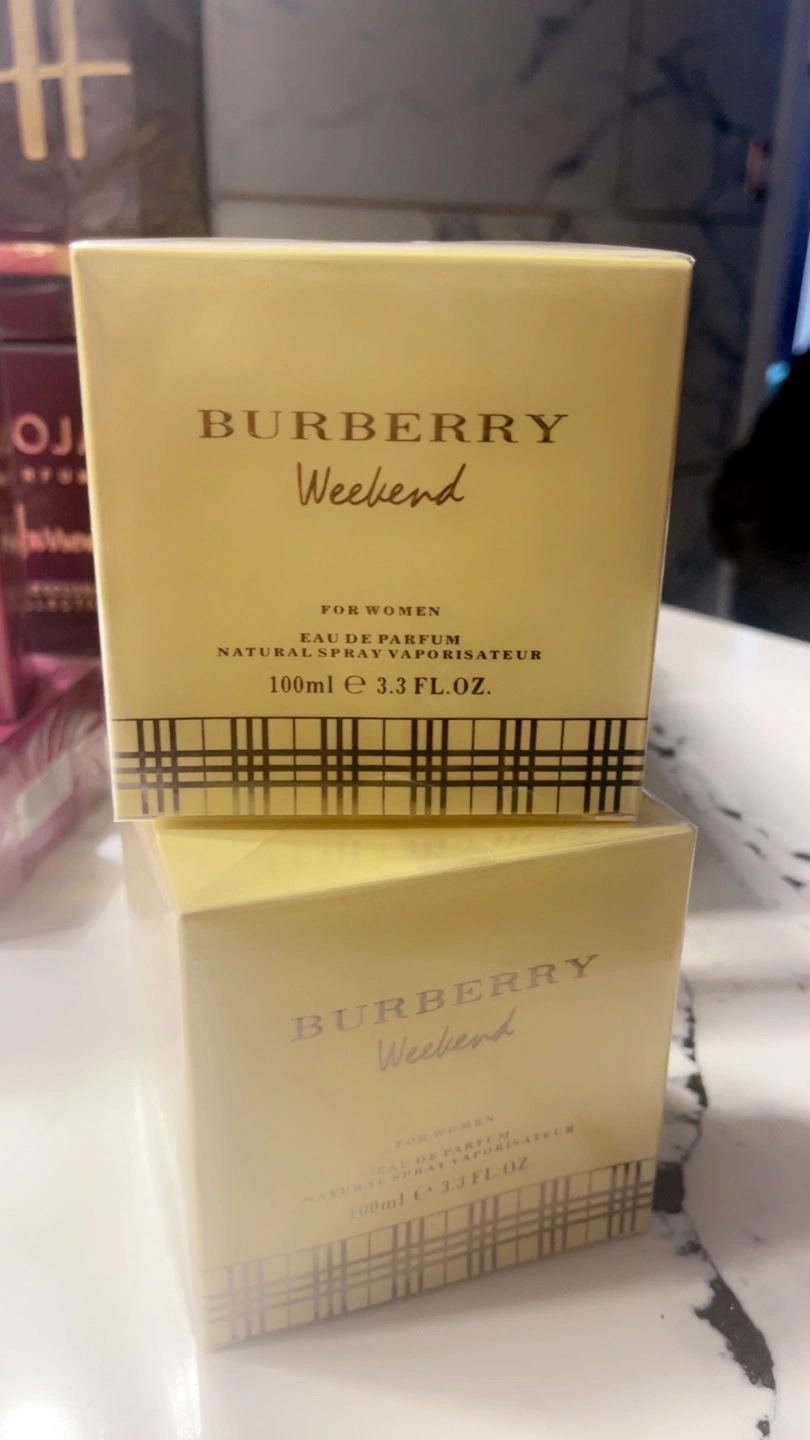 BURBERRY
Weekend
FOR WOMEN
EAU DE PARFUM
NATURAL SPRAY VAPORISATEUR
100ml ℮ 3.3 FL.OZ.
BURBERRY
Weekend
FOR WOMEN
EAU DE PARFUM
NATURAL SPRAY VAPORISATEUR
100ml ℮ 3.3 FL.OZ.